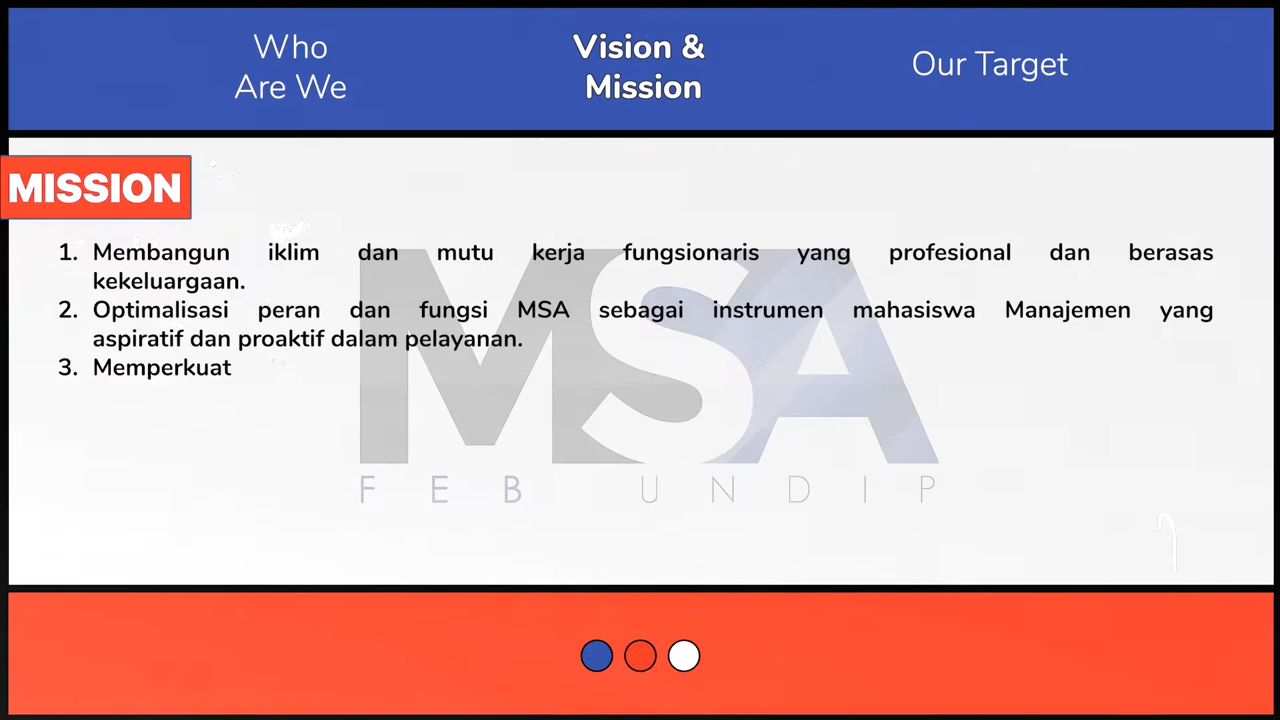 Who
Are We
Vision &
Mission
Our Target
MISSION
1. Membangun iklim dan mutu kerja fungsionaris yang profesional dan berasas
kekeluargaan.
2. Optimalisasi peran dan fungsi MSA sebagai instrumen mahasiswa Manajemen yang
aspiratif dan proaktif dalam pelayanan.
3. Memperkuat
MSA
FEB UNDIP